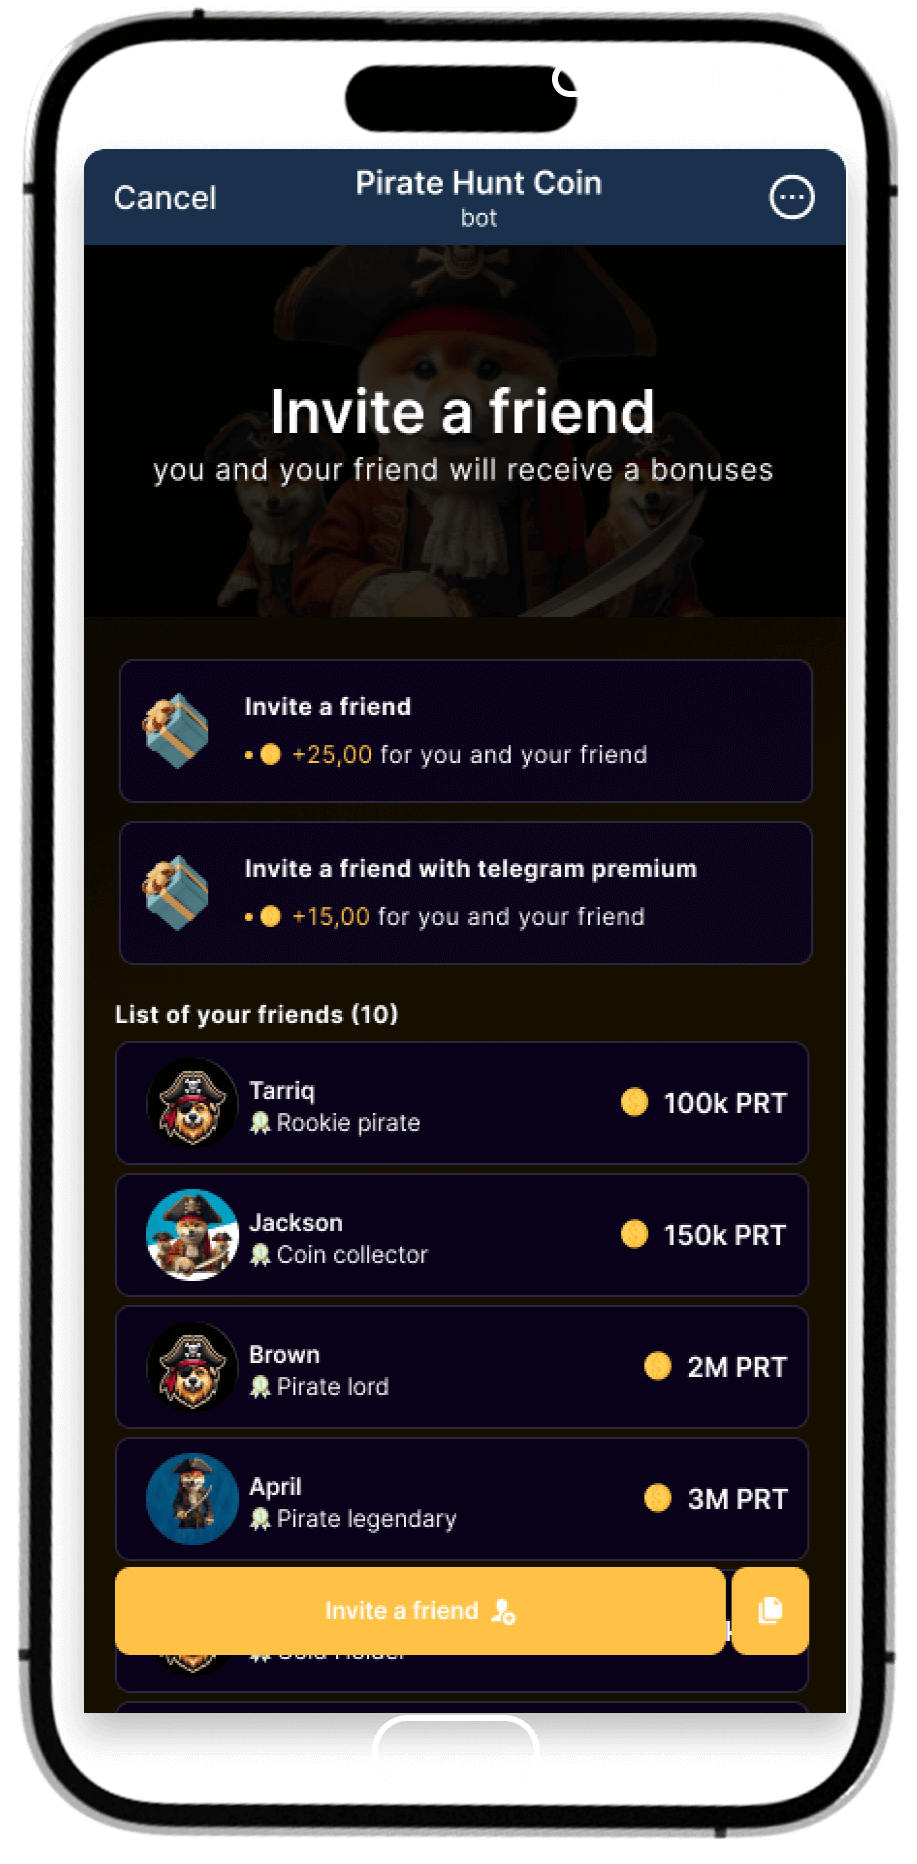 Cancel
Pirate Hunt Coin
bot
Invite a friend
you and your friend will receive a bonuses
Invite a friend
+25,00 for you and your friend
Invite a friend with telegram premium
+15,00 for you and your friend
List of your friends (10)
Tarriq
Rookie pirate
100k PRT
Jackson
Coin collector
150k PRT
Brown
Pirate lord
2M PRT
April
Pirate legendary
3M PRT
Invite a friend